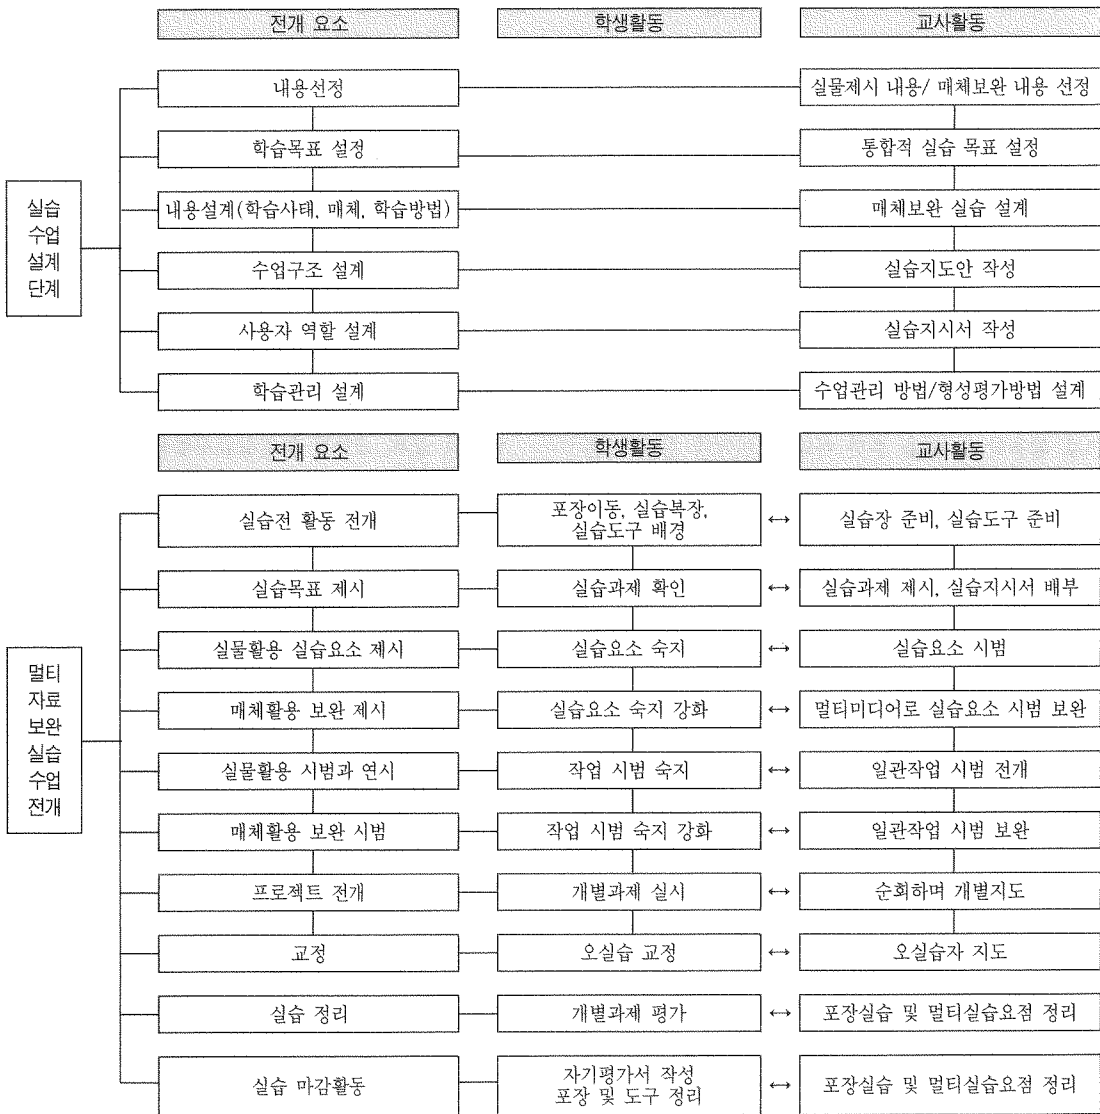 전개 요소 학생활동 교사활동
내용선정 실물제시 내용/ 매체보완 내용 선정
학습목표 설정 통합적 실습 목표 설정
내용설계(학습사태, 매체, 학습방법) 매체보완 실습 설계
수업구조 설계 실습지도안 작성
사용자 역할 설계 실습지시서 작성
학습관리 설계 수업관리 방법/형성평가방법 설계
실습
수업
설계
단계
전개 요소 학생활동 교사활동
실습전 활동 전개 포장이동, 실습복장,
실습도구 배경 ↔ 실습장 준비, 실습도구 준비
실습목표 제시 실습과제 확인 ↔ 실습과제 제시, 실습지시서 배부
실물활용 실습요소 제시 실습요소 숙지 ↔ 실습요소 시범
매체활용 보완 제시 실습요소 숙지 강화 ↔ 멀티미디어로 실습요소 시범 보완
실물활용 시범과 연시 작업 시범 숙지 ↔ 일관작업 시범 전개
매체활용 보완 시범 작업 시범 숙지 강화 ↔ 일관작업 시범 보완
프로젝트 전개 개별과제 실시 ↔ 순회하며 개별지도
교정 오실습 교정 ↔ 오실습자 지도
실습 정리 개별과제 평가 ↔ 포장실습 및 멀티실습요점 정리
실습 마감활동 자기평가서 작성
포장 및 도구 정리 ↔ 포장실습 및 멀티실습요점 정리
멀티
자료
보완
실습
수업
전개